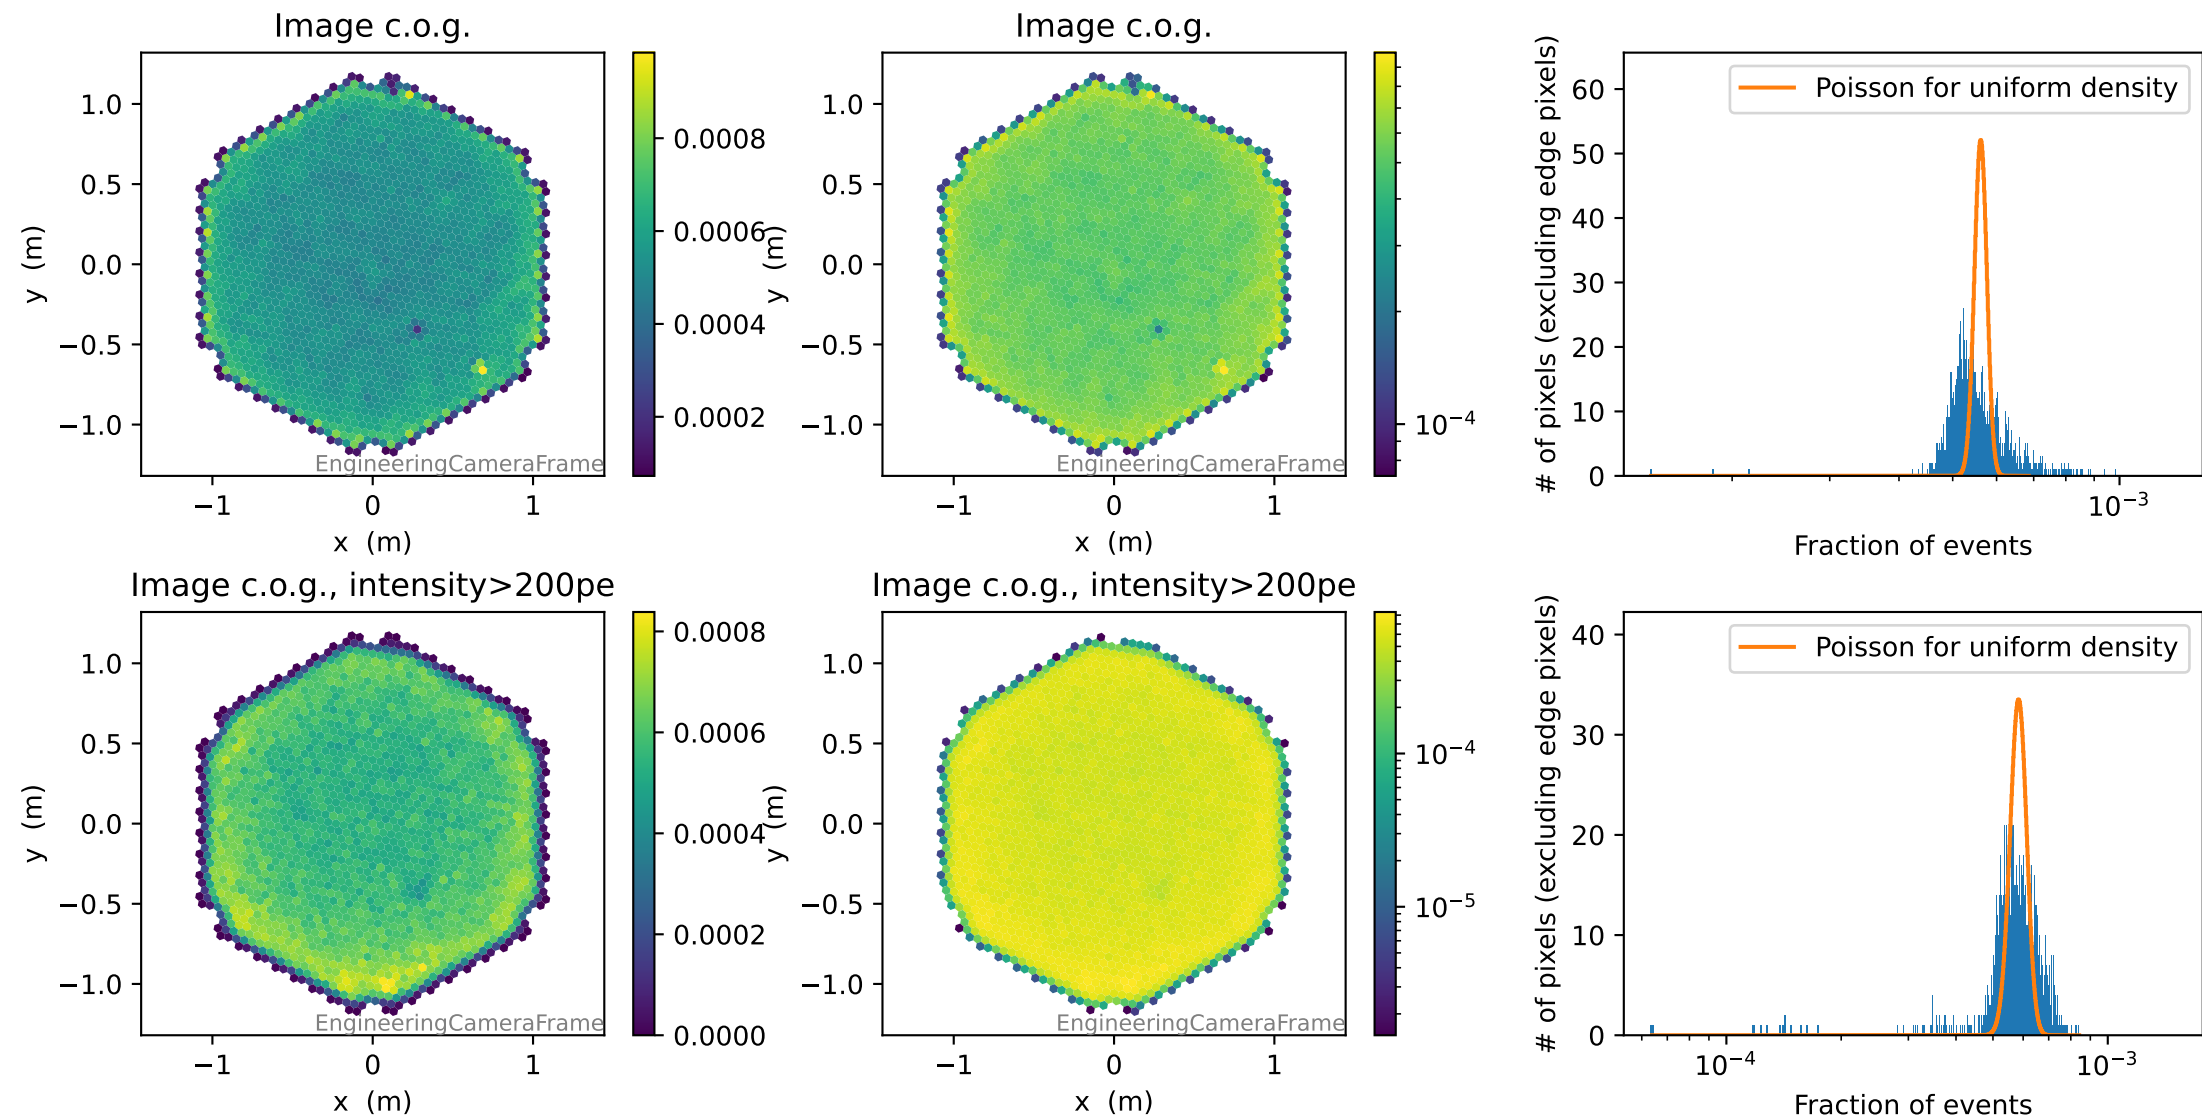 Image c.o.g.
y (m)
1.0
0.5
0.0
−0.5
−1.0
−1
0
1
x (m)
EngineeringCameraFrame
0.0008
0.0006
0.0004
0.0002
Image c.o.g.
y (m)
1.0
0.5
0.0
−0.5
−1.0
−1
0
1
x (m)
EngineeringCameraFrame
10−4
# of pixels (excluding edge pixels)
60
50
40
30
20
10
0
Poisson for uniform density
10−3
Fraction of events
Image c.o.g., intensity>200pe
y (m)
1.0
0.5
0.0
−0.5
−1.0
−1
0
1
x (m)
EngineeringCameraFrame
0.0008
0.0006
0.0004
0.0002
0.0000
Image c.o.g., intensity>200pe
y (m)
1.0
0.5
0.0
−0.5
−1.0
−1
0
1
x (m)
EngineeringCameraFrame
10−4
10−5
# of pixels (excluding edge pixels)
40
30
20
10
0
Poisson for uniform density
10−4
10−3
Fraction of events